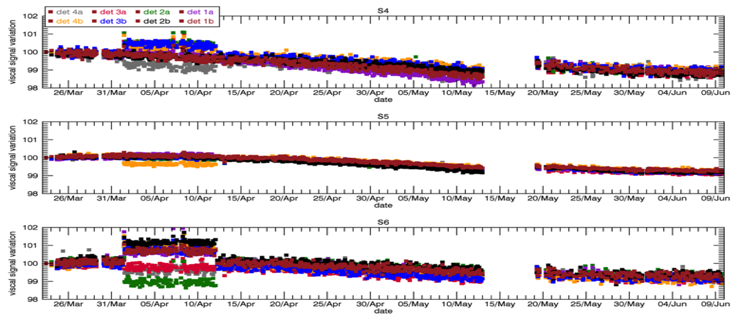 S4
det 4a det 3a det 2a det 1a
det 4b det 3b det 2b det 1b
viscal signal variation
102
101
100
99
98
26/Mar 31/Mar 05/Apr 10/Apr 15/Apr 20/Apr 25/Apr 30/Apr 05/May 10/May 15/May 20/May 25/May 30/May 04/Jun 09/Jun
date
S5
viscal signal variation
102
101
100
99
98
26/Mar 31/Mar 05/Apr 10/Apr 15/Apr 20/Apr 25/Apr 30/Apr 05/May 10/May 15/May 20/May 25/May 30/May 04/Jun 09/Jun
date
S6
viscal signal variation
102
101
100
99
98
26/Mar 31/Mar 05/Apr 10/Apr 15/Apr 20/Apr 25/Apr 30/Apr 05/May 10/May 15/May 20/May 25/May 30/May 04/Jun 09/Jun
date